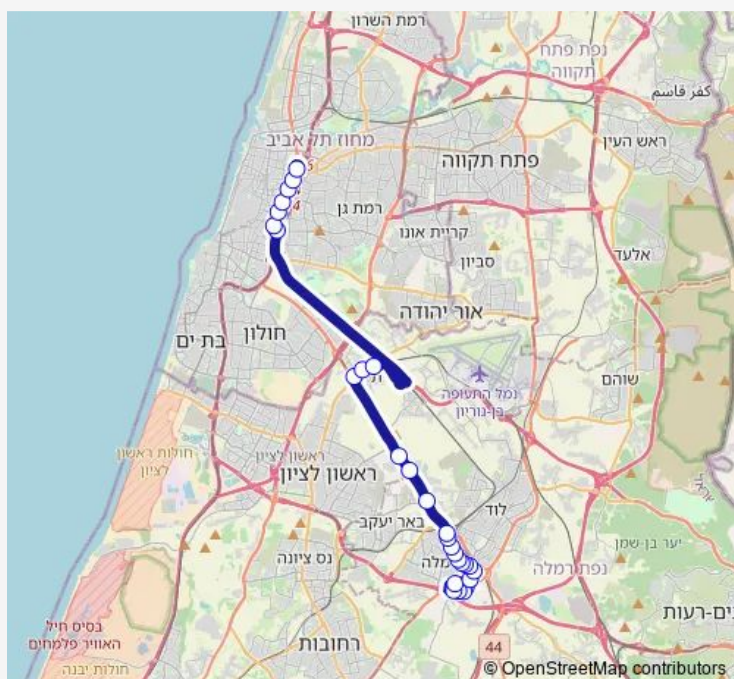 רמת השרון
נפת פתח
תקווה
כפר קאסם
מחוז תל אביב
ראש העין
פתח תקווה
רמת גן
קריית אונו
סביון
אלעד
אור יהודה
חולון
בת ים
נמל התעופה
בן-גוריון
שוהם
ראשון לציון
חולות ראשון
לציון
ראשון לציון
לוד
באר יעקב
יער בן-שמן
נס ציונה
רמלה
נפת רמלה
בסיס חיל
האוויר פלמחים
רחובות
44
חולות יבנה
© OpenStreetMap contributors